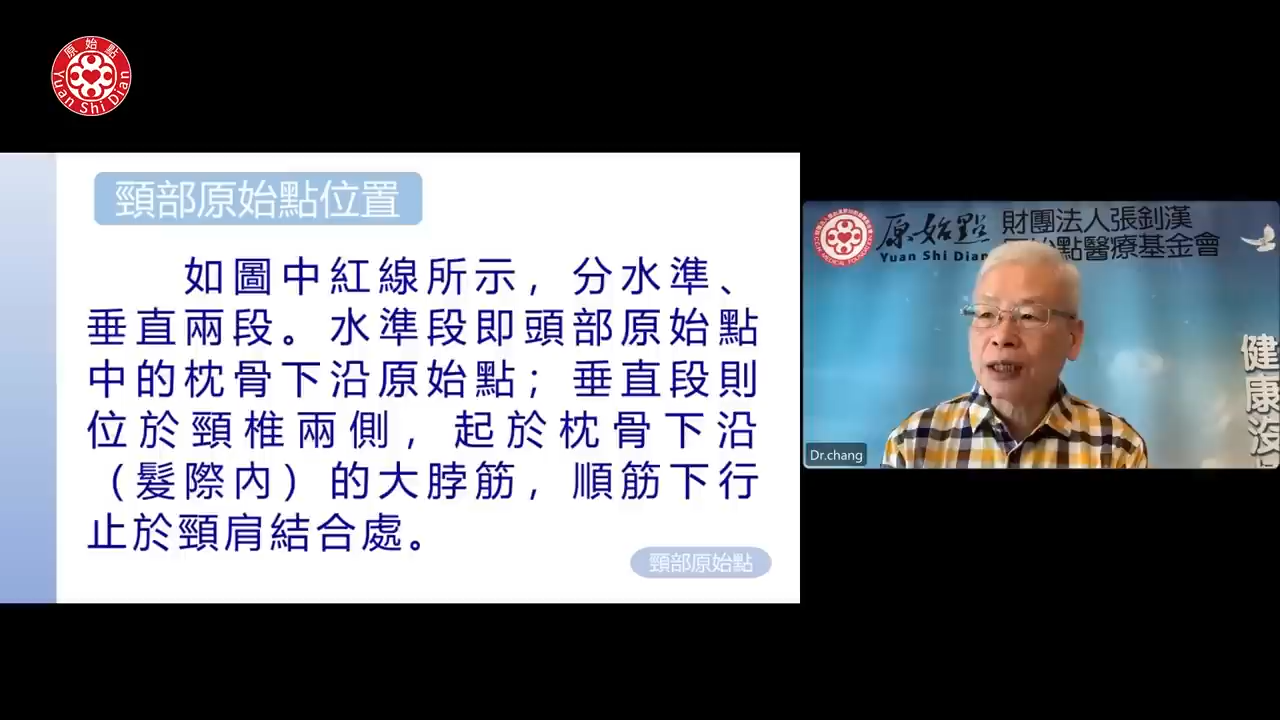 原始點
Yuan Shi Dian
頸部原始點位置
如圖中紅線所示，分水準、
垂直兩段。水準段即頭部原始點
中的枕骨下沿原始點；垂直段則
位於頸椎兩側，起於枕骨下沿
（髮際內）的大脖筋，順筋下行
止於頸肩結合處。
頸部原始點
原始點
Yuan Shi Dian
財團法人張釗漢
原始點醫療基金會
健康沒
Dr.chang